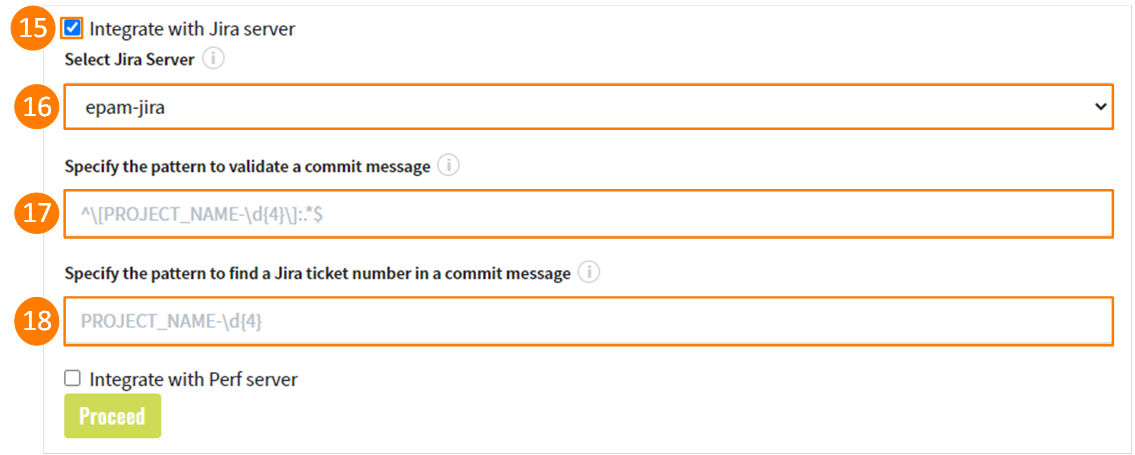 15 Integrate with Jira server
Select Jira Server i
16 epam-jira
Specify the pattern to validate a commit message i
17 ^\[PROJECT_NAME-\d{4}\]:.*$
Specify the pattern to find a Jira ticket number in a commit message i
18 PROJECT_NAME-\d{4}
Integrate with Perf server
Proceed